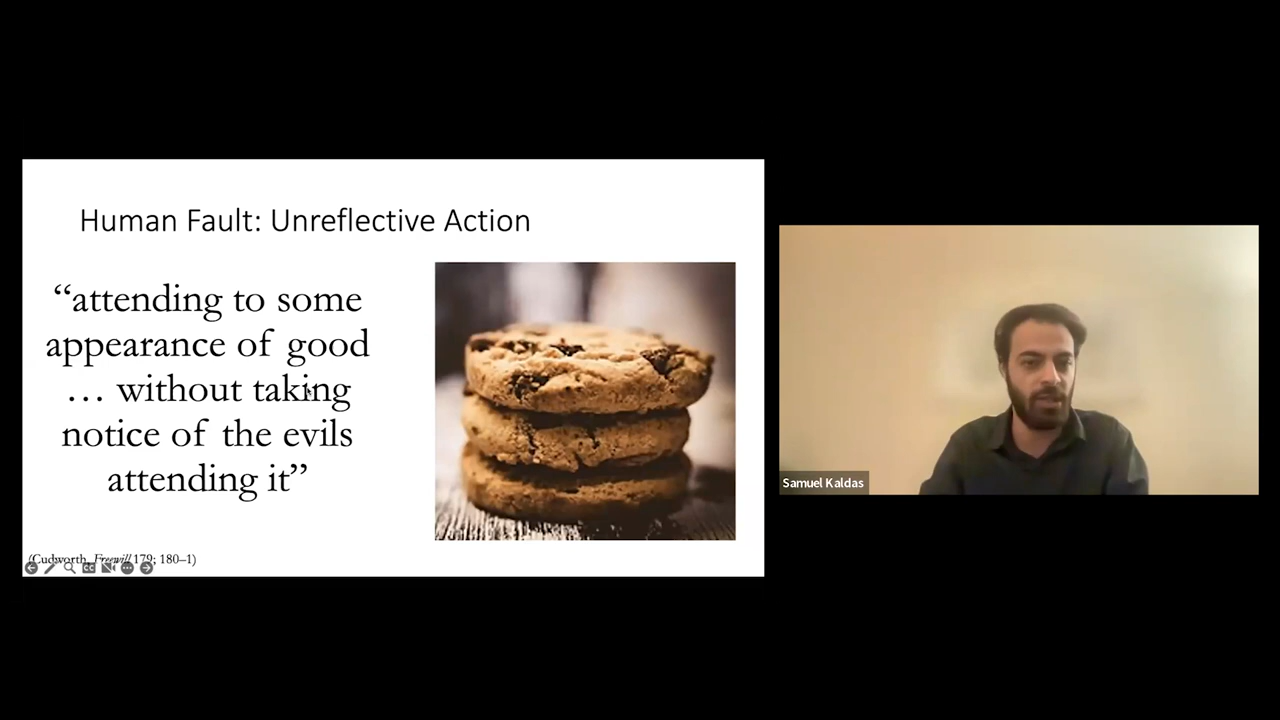 Human Fault: Unreflective Action
“attending to some
appearance of good
… without taking
notice of the evils
attending it”
(Cudworth, Freewill 179; 180–1)
Samuel Kaldas